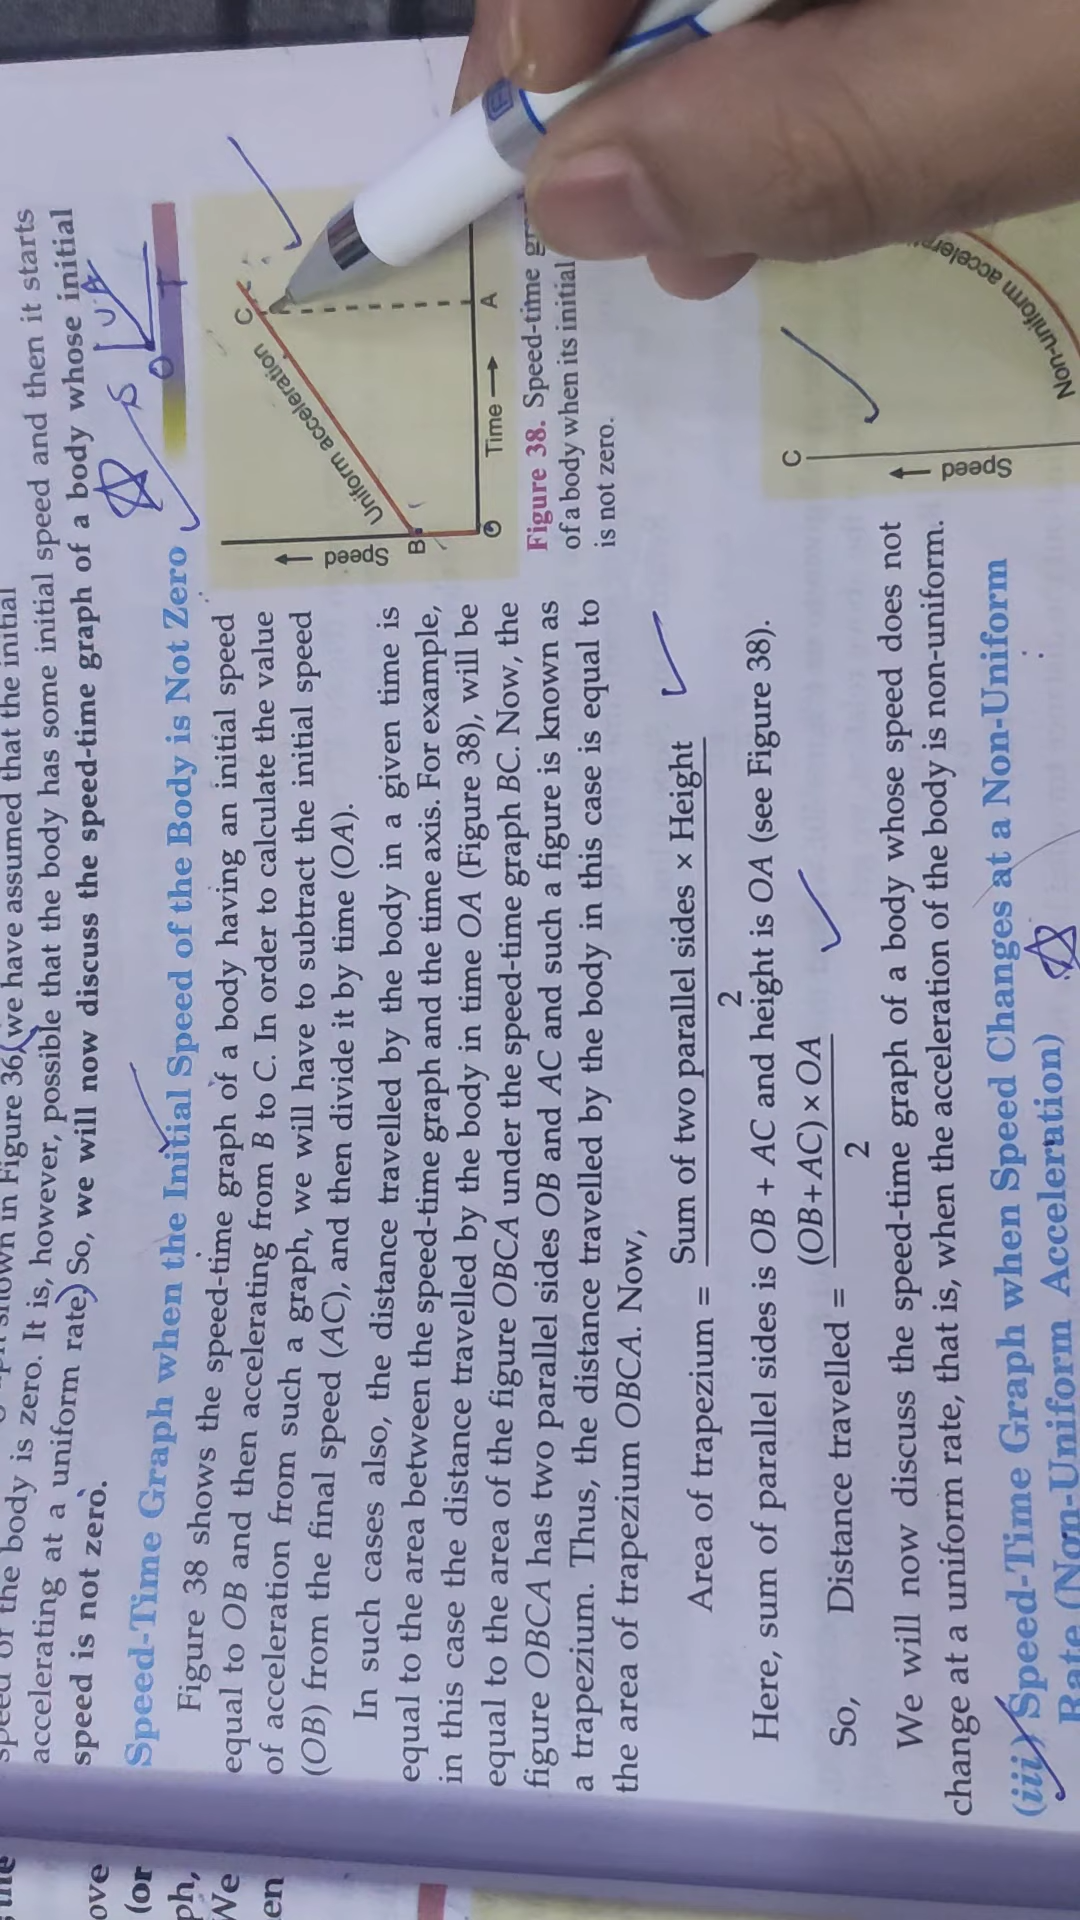 of the body is zero. It is, however, possible that the body has some initial speed and then it starts
shown in Figure 36, we have assumed that the initial
accelerating at a uniform rate. So, we will now discuss the speed-time graph of a body whose initial
speed is not zero.
Speed-Time Graph when the Initial Speed of the Body is Not Zero
Figure 38 shows the speed-time graph of a body having an initial speed
equal to OB and then accelerating from B to C. In order to calculate the value
of acceleration from such a graph, we will have to subtract the initial speed
(OB) from the final speed (AC), and then divide it by time (OA).
In such cases also, the distance travelled by the body in a given time is
equal to the area between the speed-time graph and the time axis. For example,
in this case the distance travelled by the body in time OA (Figure 38), will be
equal to the area of the figure OBCA under the speed-time graph BC. Now, the
figure OBCA has two parallel sides OB and AC and such a figure is known as
a trapezium. Thus, the distance travelled by the body in this case is equal to
the area of trapezium OBCA. Now,
Area of trapezium = Sum of two parallel sides × Height
2
Here, sum of parallel sides is OB + AC and height is OA (see Figure 38).
So, Distance travelled = (OB+AC) × OA
2
We will now discuss the speed-time graph of a body whose speed does not
change at a uniform rate, that is, when the acceleration of the body is non-uniform.
(iii) Speed-Time Graph when Speed Changes at a Non-Uniform
Rate (Non-Uniform Acceleration)
S
O
T
C
Uniform acceleration
Speed
B
O
Time
A
Figure 38. Speed-time
of a body when its initial
is not zero.
C
Speed
Non-uniform acceleration
ove
(or
ph,
We